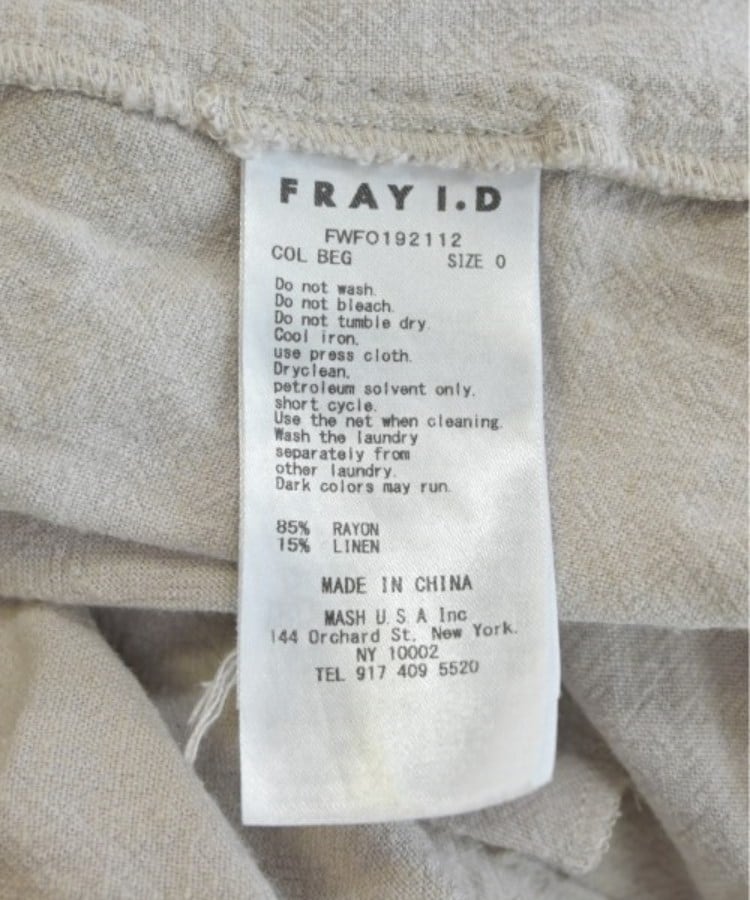 FRAY I.D
FWFO192112
COL BEG SIZE 0
Do not wash.
Do not bleach.
Do not tumble dry.
Cool iron.
use press cloth.
Dryclean.
petroleum solvent only.
short cycle.
Use the net when cleaning.
Wash the laundry
separately from
other laundry.
Dark colors may run.
85% RAYON
15% LINEN
MADE IN CHINA
MASH U.S.A Inc
144 Orchard St. New York.
NY 10002
TEL 917 409 5520